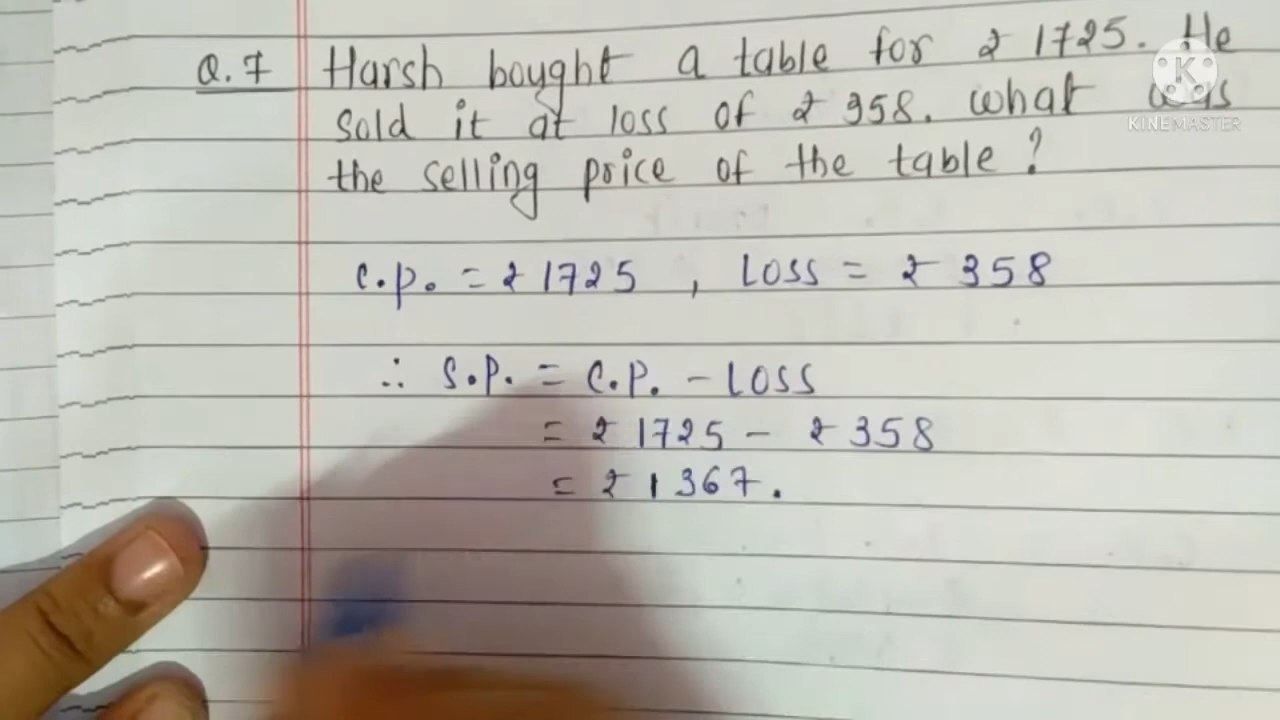 Q.7 Harsh bought a table for ₹ 1725. He
sold it at loss of ₹ 358. What was
the selling price of the table?
C.P. = ₹ 1725, Loss = ₹ 358
∴ S.P. = C.P. - Loss
= ₹ 1725 - ₹ 358
= ₹ 1367.
K
KINEMASTER